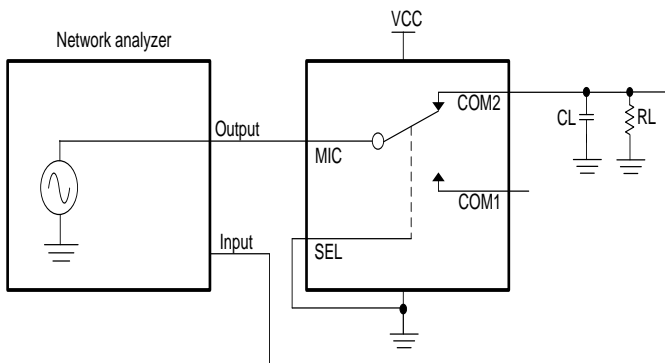 VCC
Network analyzer
COM2
CL
RL
Output
MIC
COM1
Input
SEL